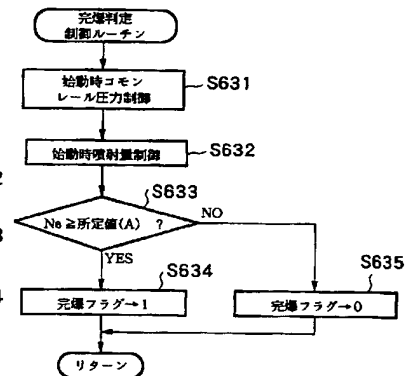 完爆判定
制御ルーチン
始動時コモン
レール圧力制御
S631
始動時噴射量制御
S632
S633
Ne≧所定値(A) ?
NO
YES
S634
完爆フラグ→1
S635
完爆フラグ→0
リターン